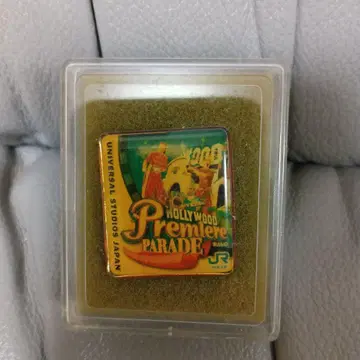 UNIVERSAL STUDIOS JAPAN
HOLLYWOOD
Premiere
PARADE
JR